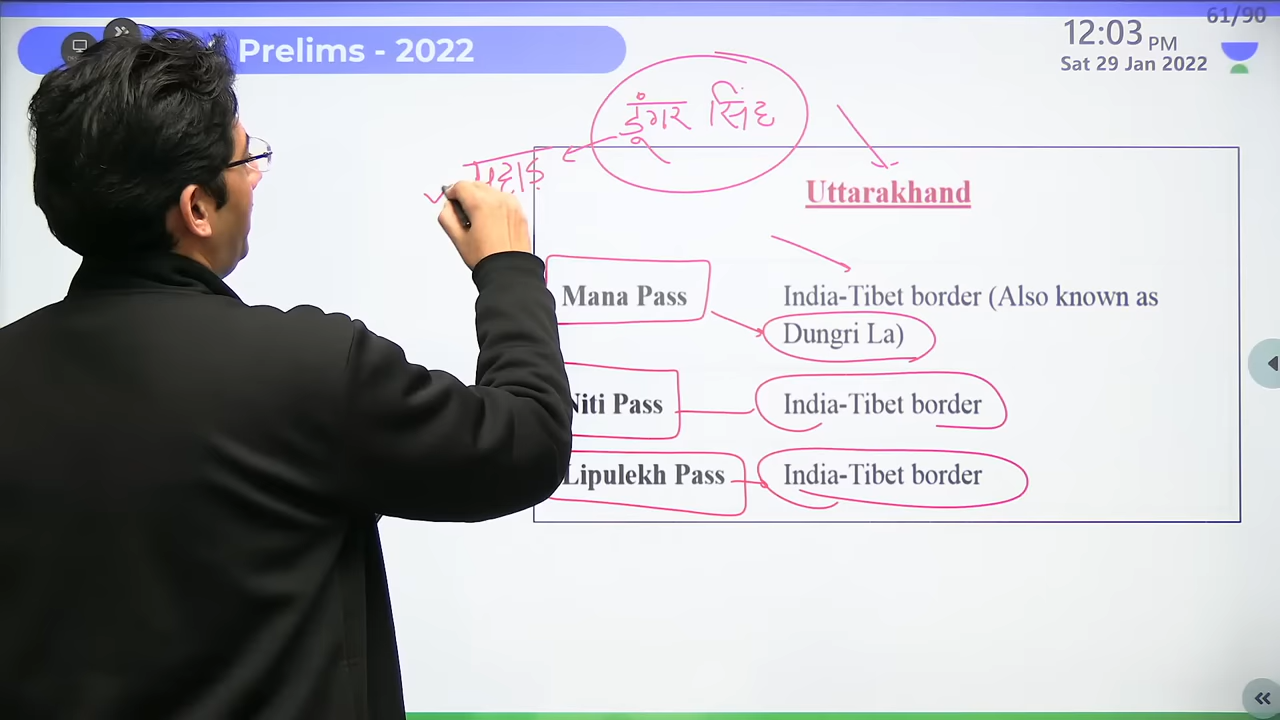 61/90
Prelims - 2022
12:03 PM
Sat 29 Jan 2022
डूंगर सिंह
पहाड़
Uttarakhand
Mana Pass
India-Tibet border (Also known as
Dungri La)
Niti Pass
India-Tibet border
Lipulekh Pass
India-Tibet border